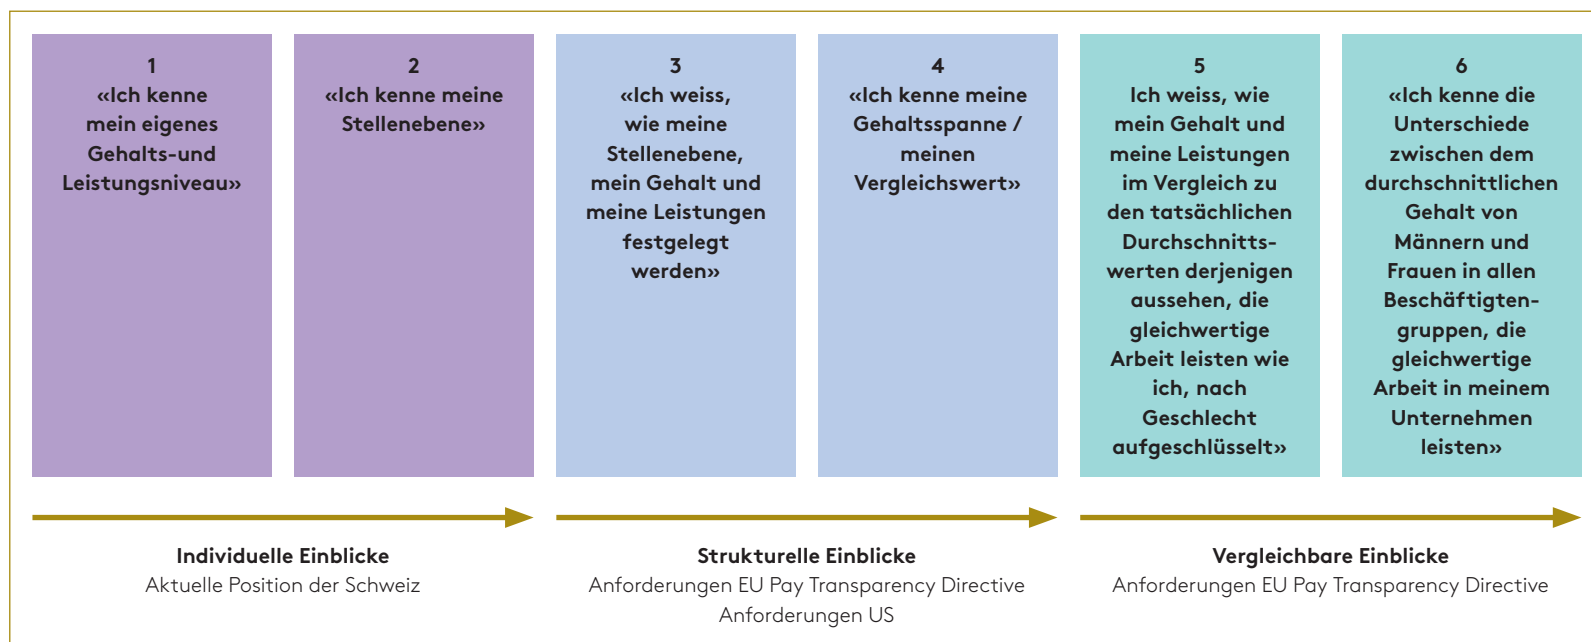 1
«Ich kenne
mein eigenes
Gehalts-und
Leistungsniveau»
2
«Ich kenne meine
Stellenebene»
3
«Ich weiss,
wie meine
Stellenebene,
mein Gehalt und
meine Leistungen
festgelegt
werden»
4
«Ich kenne meine
Gehaltsspanne /
meinen
Vergleichswert»
5
Ich weiss, wie
mein Gehalt und
meine Leistungen
im Vergleich zu
den tatsächlichen
Durchschnitts-
werten derjenigen
aussehen, die
gleichwertige
Arbeit leisten wie
ich, nach
Geschlecht
aufgeschlüsselt»
6
«Ich kenne die
Unterschiede
zwischen dem
durchschnittlichen
Gehalt von
Männern und
Frauen in allen
Beschäftigten-
gruppen, die
gleichwertige
Arbeit in meinem
Unternehmen
leisten»
Individuelle Einblicke
Aktuelle Position der Schweiz
Strukturelle Einblicke
Anforderungen EU Pay Transparency Directive
Anforderungen US
Vergleichbare Einblicke
Anforderungen EU Pay Transparency Directive